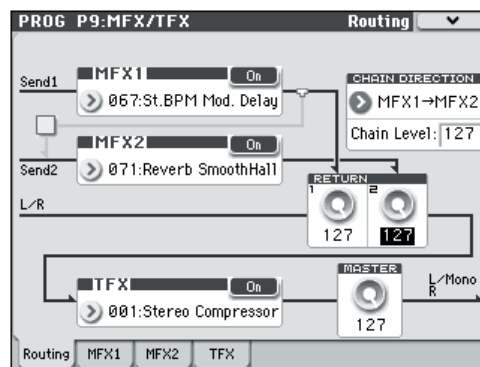 PROG P9:MFX/TFX Routing
Send1
MFX1 On
067:St.BPM Mod. Delay
CHAIN DIRECTION
MFX1→MFX2
Chain Level: 127
MFX2 On
071:Reverb SmoothHall
Send2
L/R
RETURN
1 2
127 127
TFX On
001:Stereo Compressor
MASTER
127
L/Mono
R
Routing MFX1 MFX2 TFX